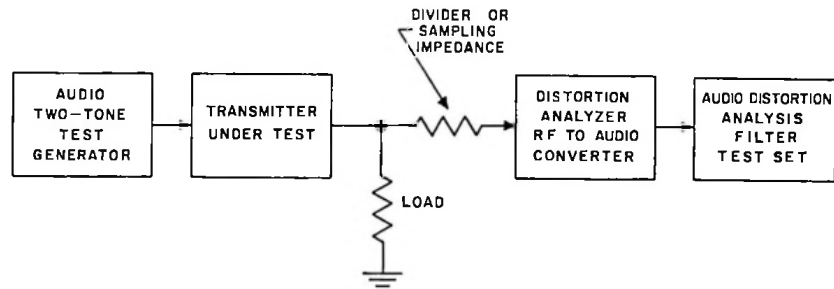 DIVIDER OR
SAMPLING
IMPEDANCE
AUDIO
TWO-TONE
TEST
GENERATOR
TRANSMITTER
UNDER TEST
DISTORTION
ANALYZER
RF TO AUDIO
CONVERTER
AUDIO DISTORTION
ANALYSIS
FILTER
TEST SET
LOAD